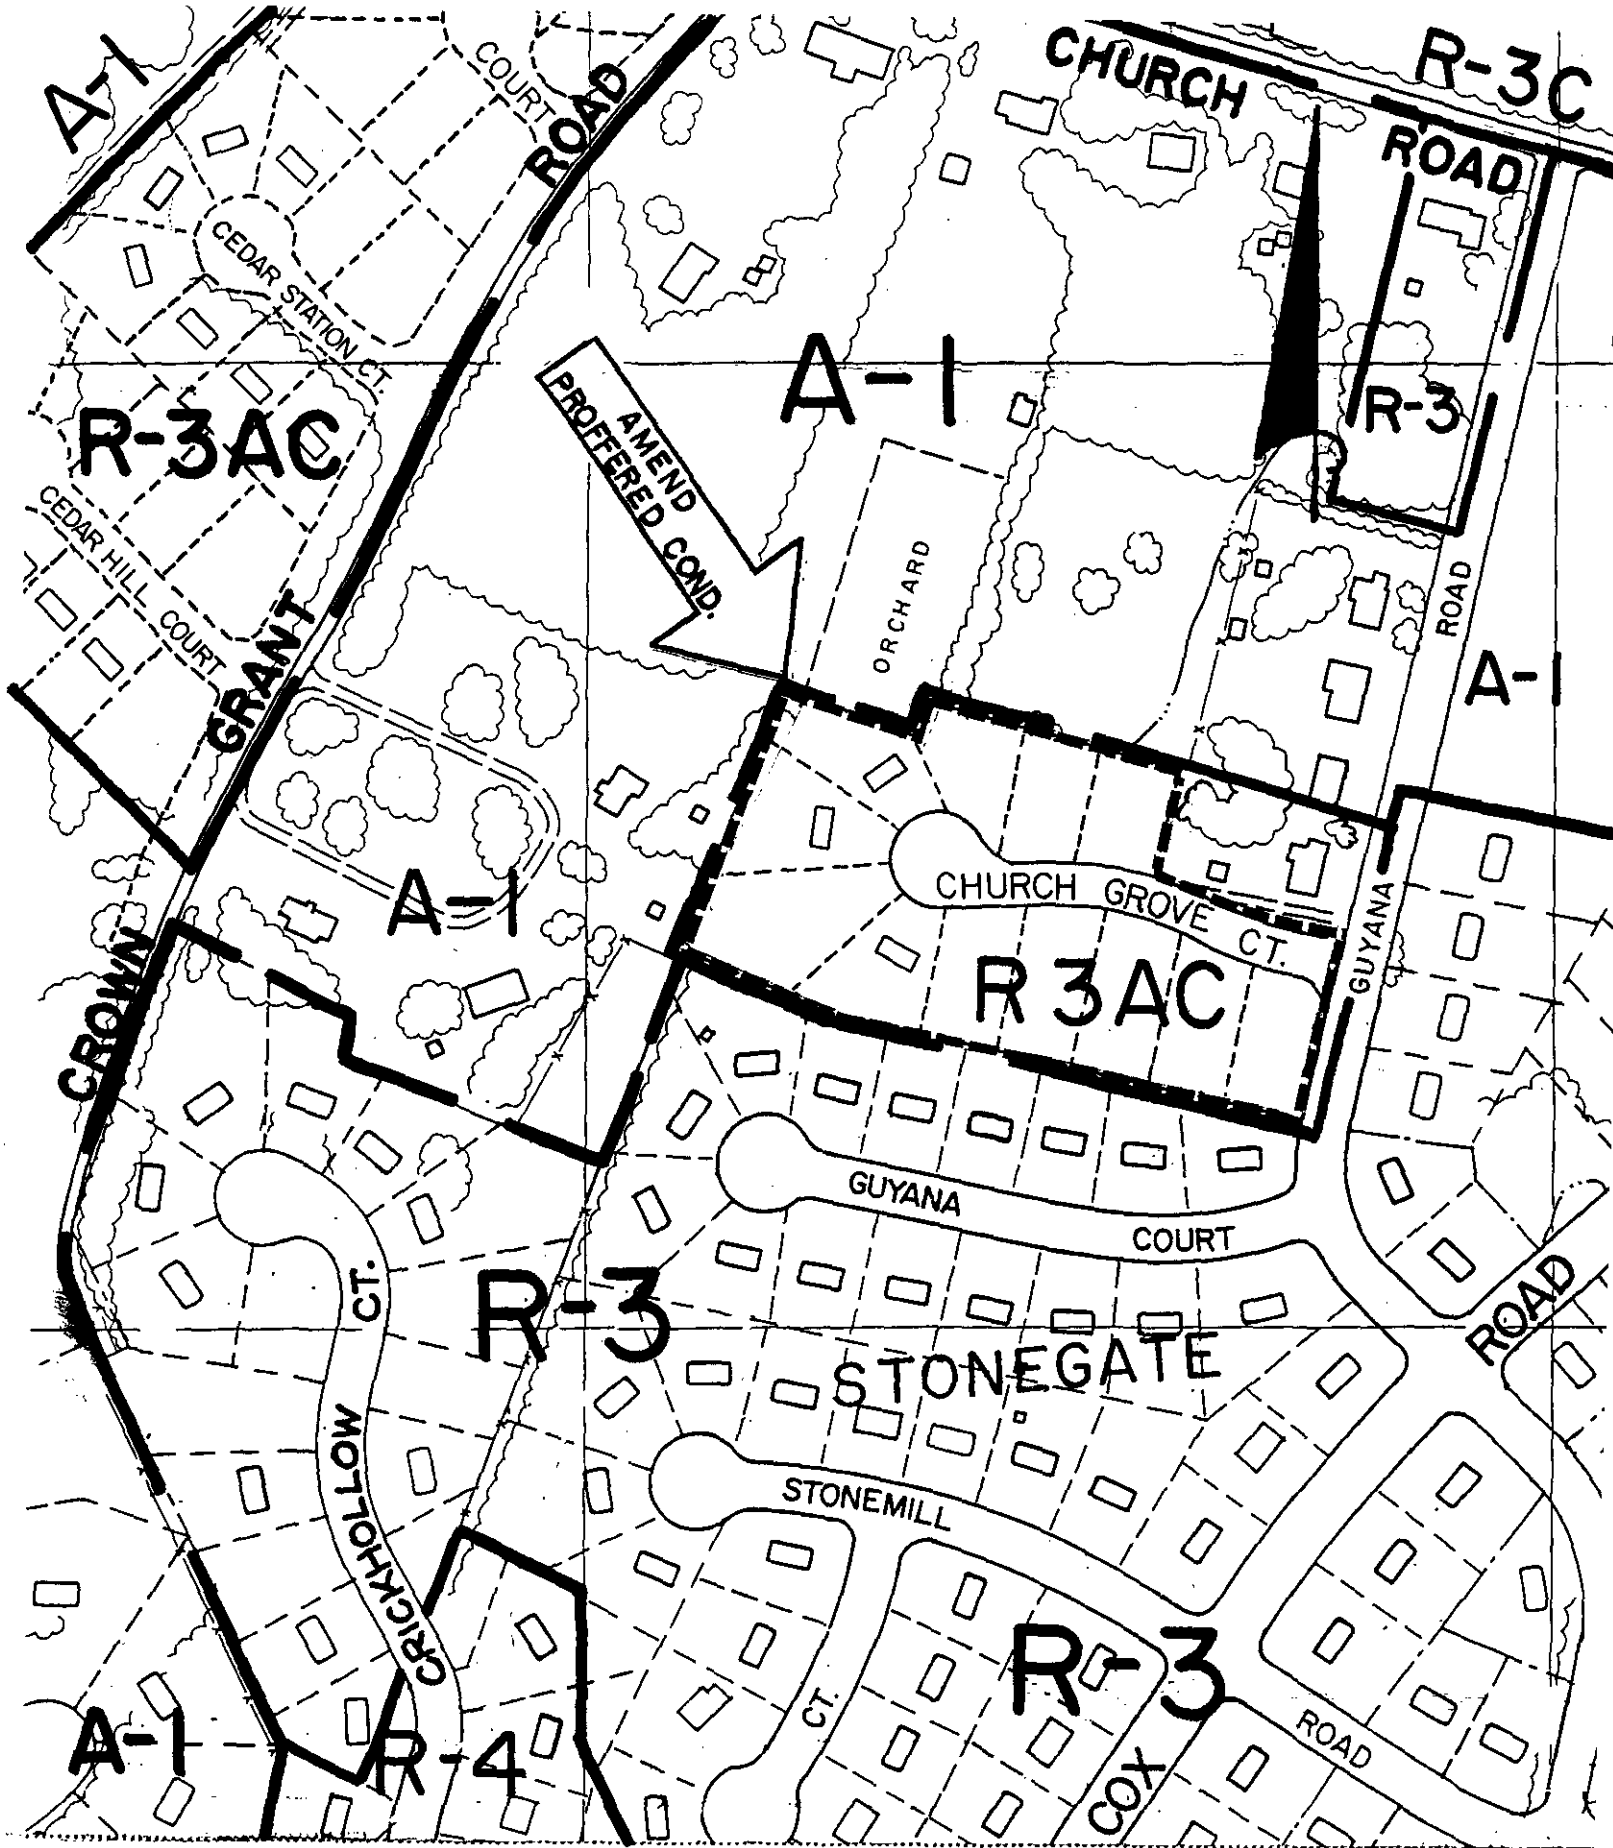 A-1
COURT
ROAD
CHURCH
ROAD
R-3C
CEDAR STATION CT.
R-3AC
A-1
R-3
AMEND
PROFFERED COND.
CEDAR HILL COURT
ORCHARD
ROAD
GRANT
A-1
A-1
CHURCH GROVE CT.
GUYANA
R 3AC
CROWN
GUYANA
COURT
CT.
R-3
ROAD
STONEGATE
CRICKHOLLOW
STONEMILL
R-3
CT.
A-1
R-4
COX
ROAD